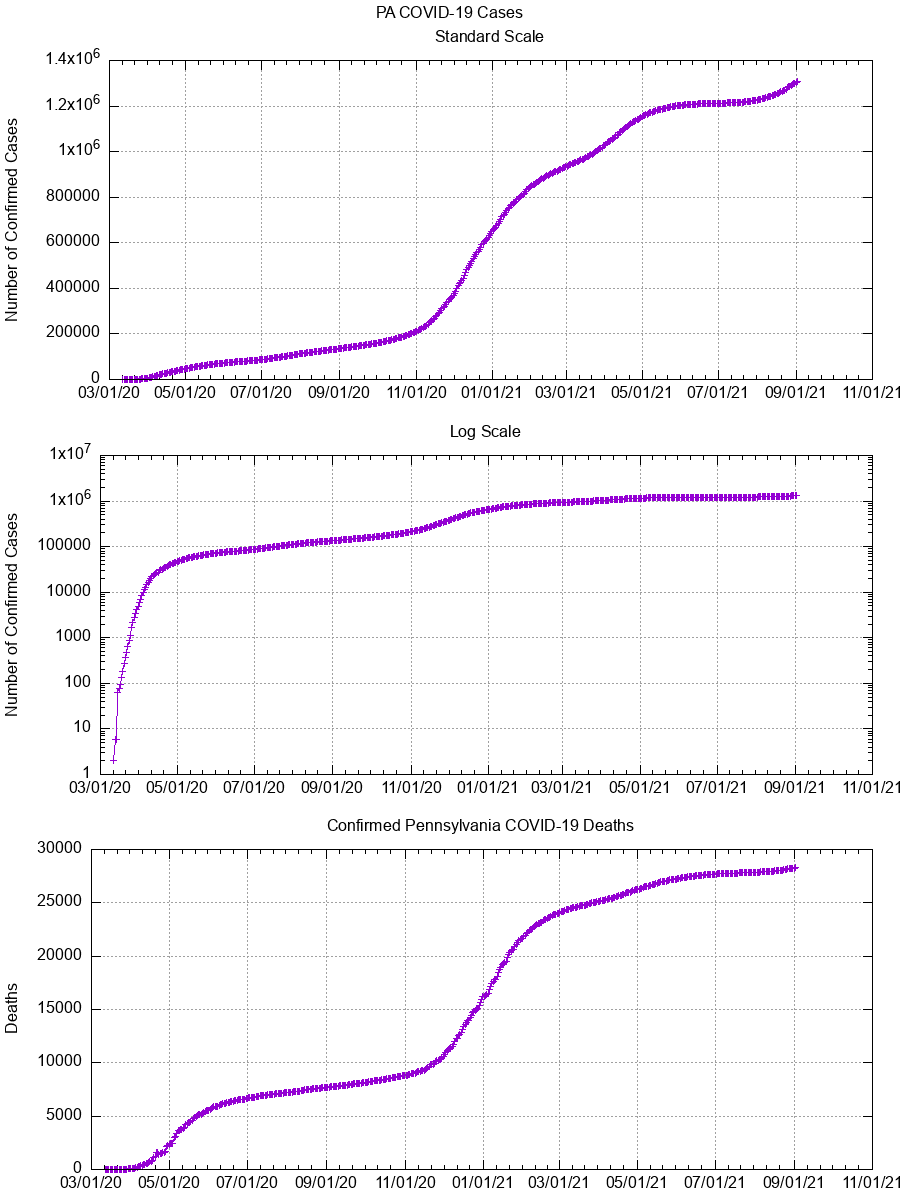 PA COVID-19 Cases
Standard Scale
1.4x10^6
1.2x10^6
1x10^6
800000
600000
400000
200000
0
Number of Confirmed Cases
03/01/20 05/01/20 07/01/20 09/01/20 11/01/20 01/01/21 03/01/21 05/01/21 07/01/21 09/01/21 11/01/21
Log Scale
1x10^7
1x10^6
100000
10000
1000
100
10
1
Number of Confirmed Cases
03/01/20 05/01/20 07/01/20 09/01/20 11/01/20 01/01/21 03/01/21 05/01/21 07/01/21 09/01/21 11/01/21
Confirmed Pennsylvania COVID-19 Deaths
30000
25000
20000
15000
10000
5000
0
Deaths
03/01/20 05/01/20 07/01/20 09/01/20 11/01/20 01/01/21 03/01/21 05/01/21 07/01/21 09/01/21 11/01/21